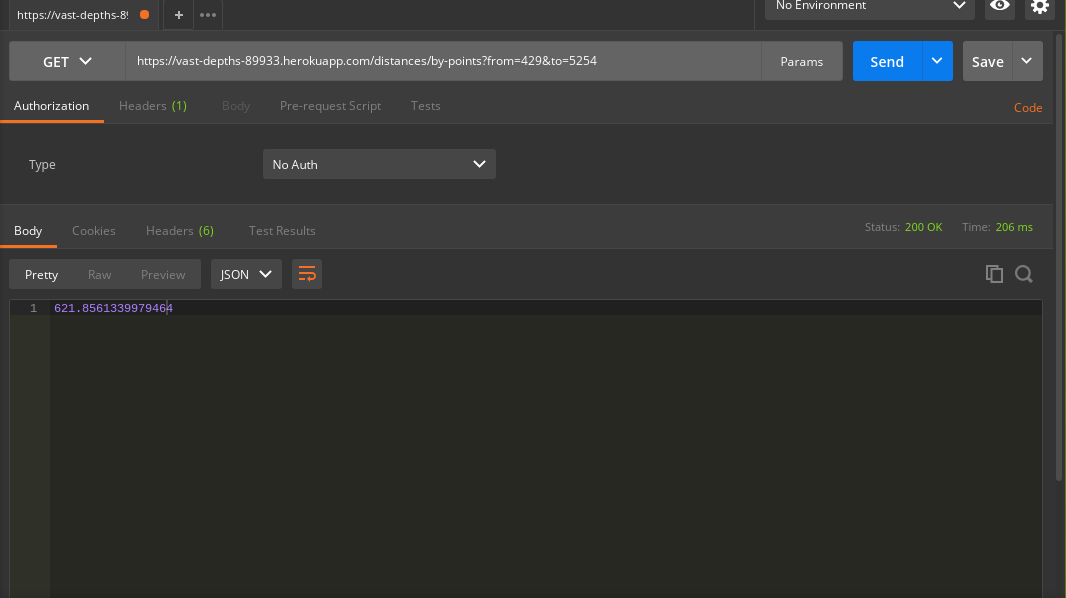 https://vast-depths-89
+
No Environment
GET
https://vast-depths-89933.herokuapp.com/distances/by-points?from=429&to=5254
Params
Send
Save
Authorization
Headers (1)
Body
Pre-request Script
Tests
Code
Type
No Auth
Body
Cookies
Headers (6)
Test Results
Status: 200 OK
Time: 206 ms
Pretty
Raw
Preview
JSON
1 621.8561339979464